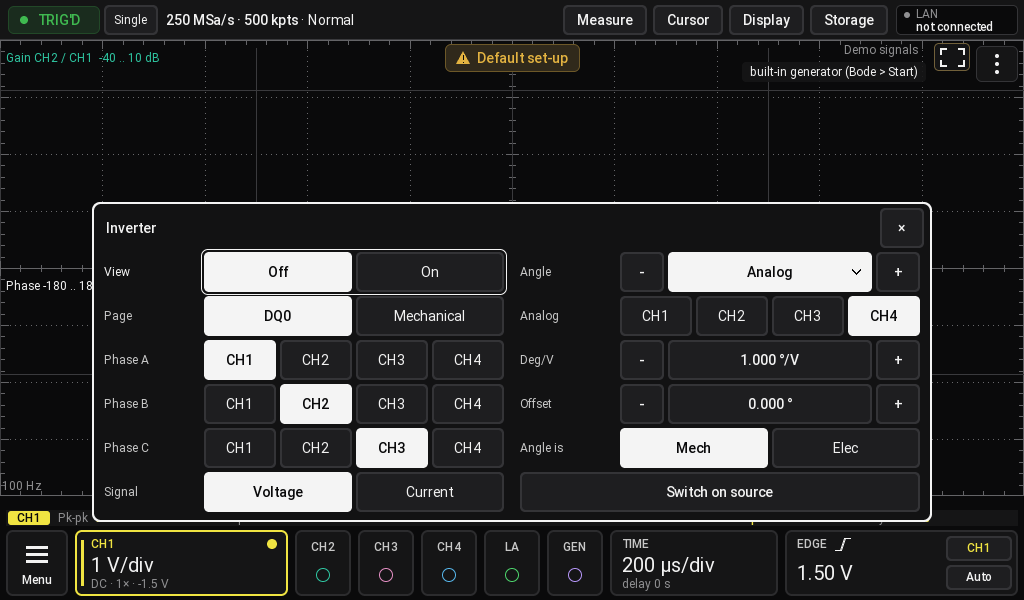 TRIG'D
Single
250 MSa/s · 500 kpts · Normal
Measure
Cursor
Display
Storage
LAN
not connected
Gain CH2 / CH1 -40 .. 10 dB
Default set-up
Demo signals
built-in generator (Bode > Start)
Inverter
×
View
Off
On
Angle
-
Analog
+
Phase -180 .. 18
Page
DQ0
Mechanical
Analog
CH1
CH2
CH3
CH4
Phase A
CH1
CH2
CH3
CH4
Deg/V
-
1.000 °/V
+
Phase B
CH1
CH2
CH3
CH4
Offset
-
0.000 °
+
Phase C
CH1
CH2
CH3
CH4
Angle is
Mech
Elec
100 Hz
Signal
Voltage
Current
Switch on source
CH1
Pk-pk
Menu
CH1
1 V/div
DC · 1× · -1.5 V
CH2
CH3
CH4
LA
GEN
TIME
200 µs/div
delay 0 s
EDGE
1.50 V
CH1
Auto